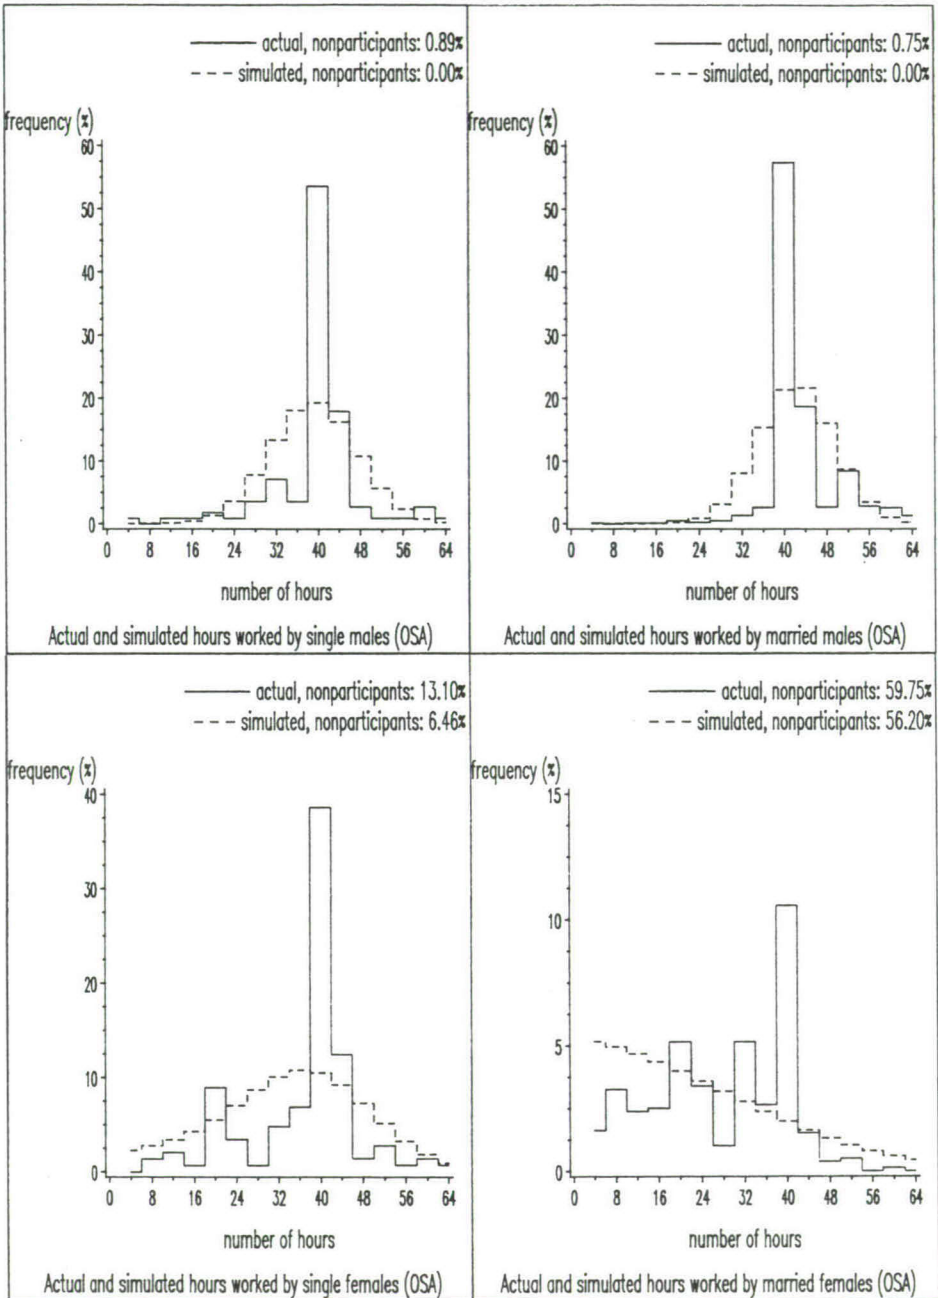 actual, nonparticipants: 0.89%
simulated, nonparticipants: 0.00%
frequency (%)
60
50
40
30
20
10
0
0 8 16 24 32 40 48 56 64
number of hours
Actual and simulated hours worked by single males (OSA)
actual, nonparticipants: 0.75%
simulated, nonparticipants: 0.00%
frequency (%)
60
50
40
30
20
10
0
0 8 16 24 32 40 48 56 64
number of hours
Actual and simulated hours worked by married males (OSA)
actual, nonparticipants: 13.10%
simulated, nonparticipants: 6.46%
frequency (%)
40
30
20
10
0
0 8 16 24 32 40 48 56 64
number of hours
Actual and simulated hours worked by single females (OSA)
actual, nonparticipants: 59.75%
simulated, nonparticipants: 56.20%
frequency (%)
15
10
5
0
0 8 16 24 32 40 48 56 64
number of hours
Actual and simulated hours worked by married females (OSA)